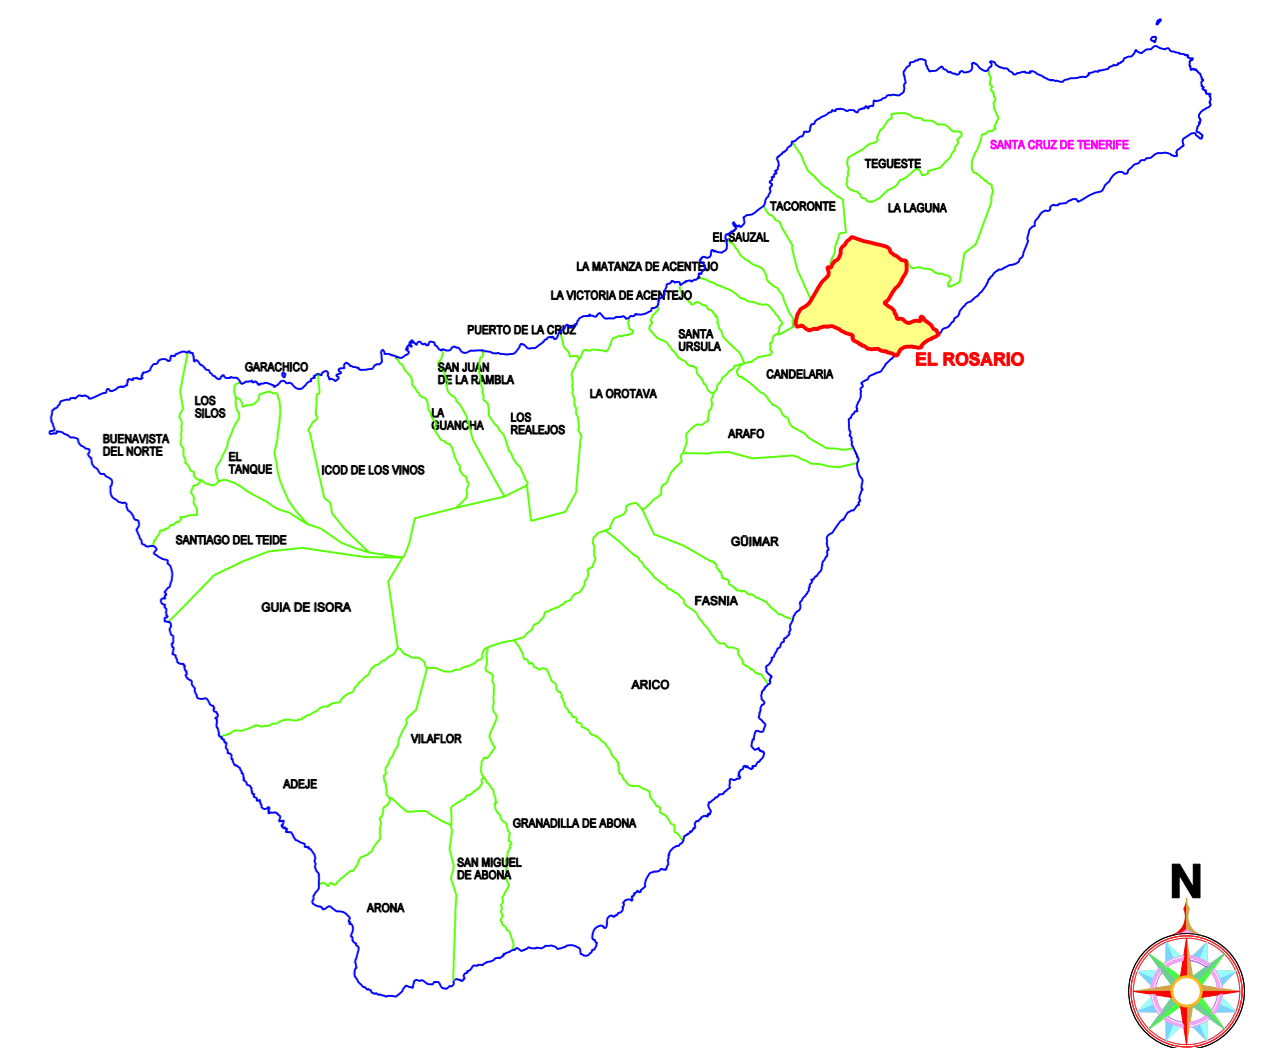 SANTA CRUZ DE TENERIFE
TEGUESTE
TACORONTE
LA LAGUNA
EL SAUZAL
LA MATANZA DE ACENTEJO
LA VICTORIA DE ACENTEJO
PUERTO DE LA CRUZ
SANTA
URSULA
EL ROSARIO
GARACHICO
SAN JUAN
DE LA RAMBLA
CANDELARIA
LOS
SILOS
LA OROTAVA
LA
GUANCHA
LOS
REALEJOS
BUENAVISTA
DEL NORTE
ARAFO
EL
TANQUE
ICOD DE LOS VINOS
SANTIAGO DEL TEIDE
GÜIMAR
GUIA DE ISORA
FASNIA
ARICO
VILAFLOR
ADEJE
GRANADILLA DE ABONA
SAN MIGUEL
DE ABONA
ARONA
N